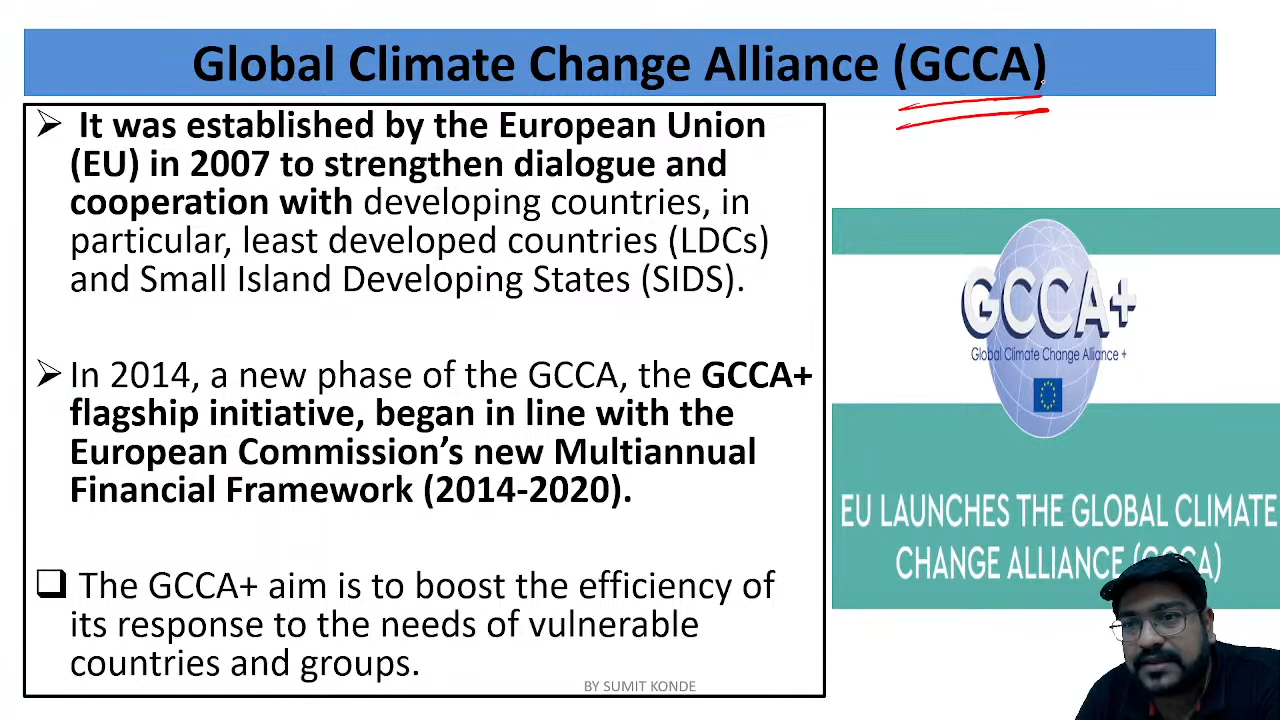 Global Climate Change Alliance (GCCA)
➢ It was established by the European Union
(EU) in 2007 to strengthen dialogue and
cooperation with developing countries, in
particular, least developed countries (LDCs)
and Small Island Developing States (SIDS).
➢ In 2014, a new phase of the GCCA, the GCCA+
flagship initiative, began in line with the
European Commission’s new Multiannual
Financial Framework (2014-2020).
❑ The GCCA+ aim is to boost the efficiency of
its response to the needs of vulnerable
countries and groups.
BY SUMIT KONDE
GCCA+
Global Climate Change Alliance +
EU LAUNCHES THE GLOBAL CLIMATE
CHANGE ALLIANCE (GCCA)